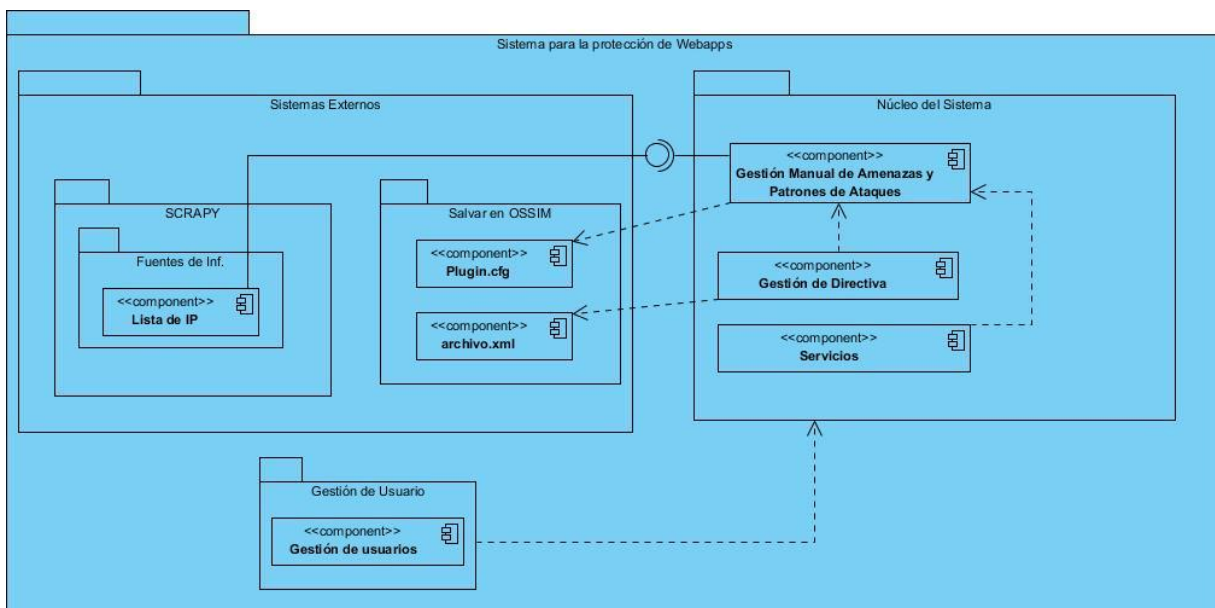 Sistema para la protección de Webapps
Sistemas Externos
Núcleo del Sistema
<<component>>
Gestión Manual de Amenazas y
Patrones de Ataques
SCRAPY
Salvar en OSSIM
Fuentes de Inf.
<<component>>
Plugin.cfg
<<component>>
Gestión de Directiva
<<component>>
Lista de IP
<<component>>
archivo.xml
<<component>>
Servicios
Gestión de Usuario
<<component>>
Gestión de usuarios